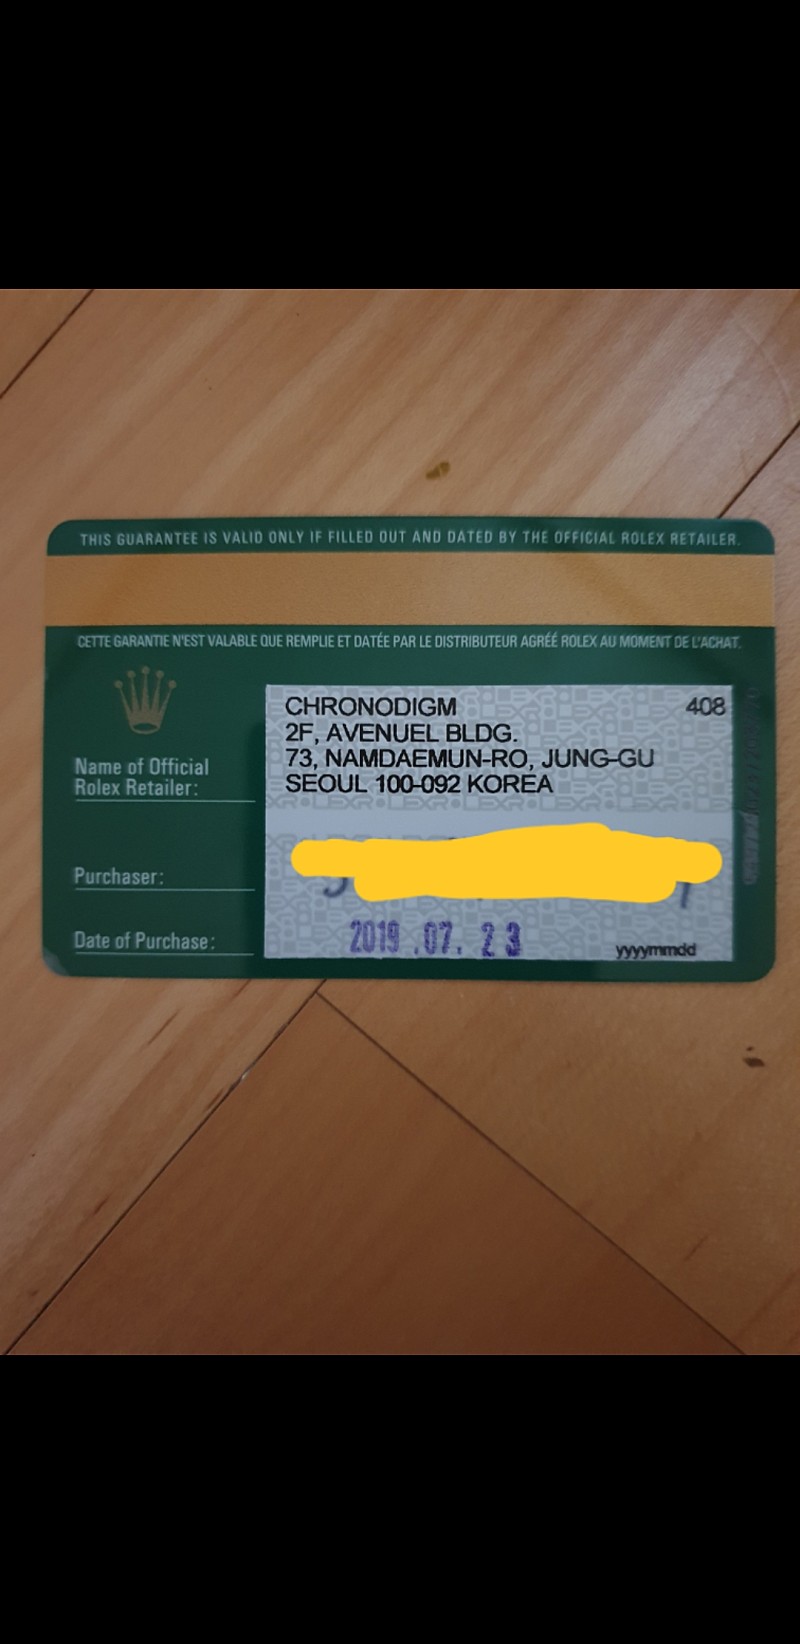 THIS GUARANTEE IS VALID ONLY IF FILLED OUT AND DATED BY THE OFFICIAL ROLEX RETAILER.
CETTE GARANTIE N'EST VALABLE QUE REMPLIE ET DATÉE PAR LE DISTRIBUTEUR AGRÉÉ ROLEX AU MOMENT DE L'ACHAT.
Name of Official
Rolex Retailer:
CHRONODIGM 408
2F, AVENUEL BLDG.
73, NAMDAEMUN-RO, JUNG-GU
SEOUL 100-092 KOREA
Purchaser:
Date of Purchase:
2019 .07. 23
yyyymmdd